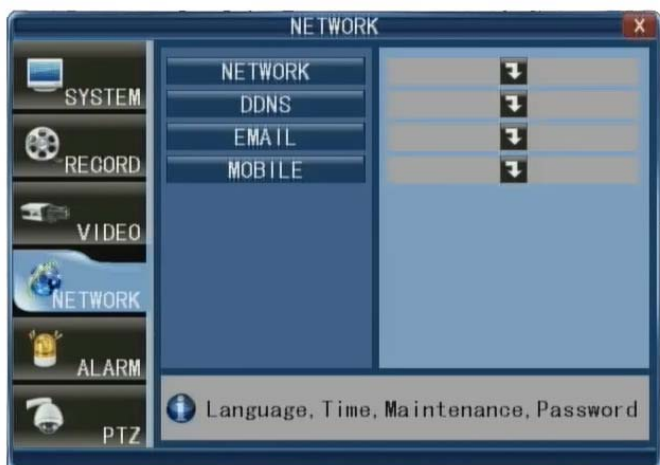 NETWORK
X
SYSTEM
RECORD
VIDEO
NETWORK
ALARM
PTZ
NETWORK
DDNS
EMAIL
MOBILE
Language, Time, Maintenance, Password